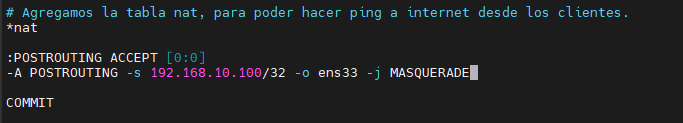 # Agregamos la tabla nat, para poder hacer ping a internet desde los clientes.
*nat
:POSTROUTING ACCEPT [0:0]
-A POSTROUTING -s 192.168.10.100/32 -o ens33 -j MASQUERADE
COMMIT